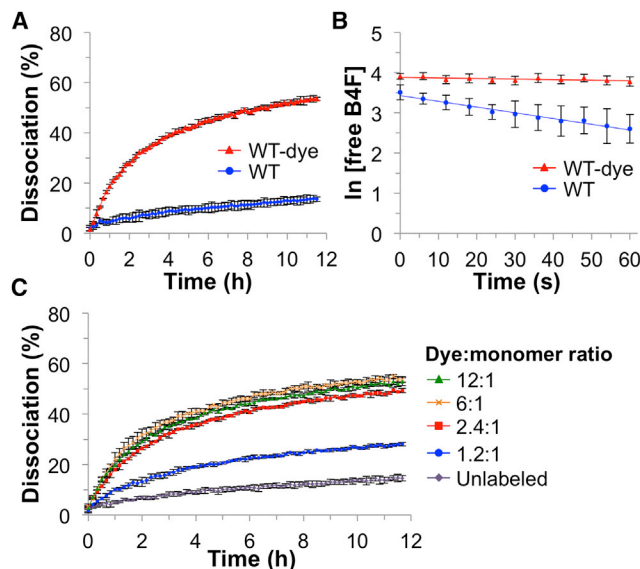 A
Dissociation (%)
80
60
40
20
0
WT-dye
WT
0 2 4 6 8 10 12
Time (h)
B
ln [free B4F]
5
4
3
2
1
0
WT-dye
WT
0 10 20 30 40 50 60
Time (s)
C
Dissociation (%)
80
60
40
20
0
0 2 4 6 8 10 12
Time (h)
Dye:monomer ratio
12:1
6:1
2.4:1
1.2:1
Unlabeled